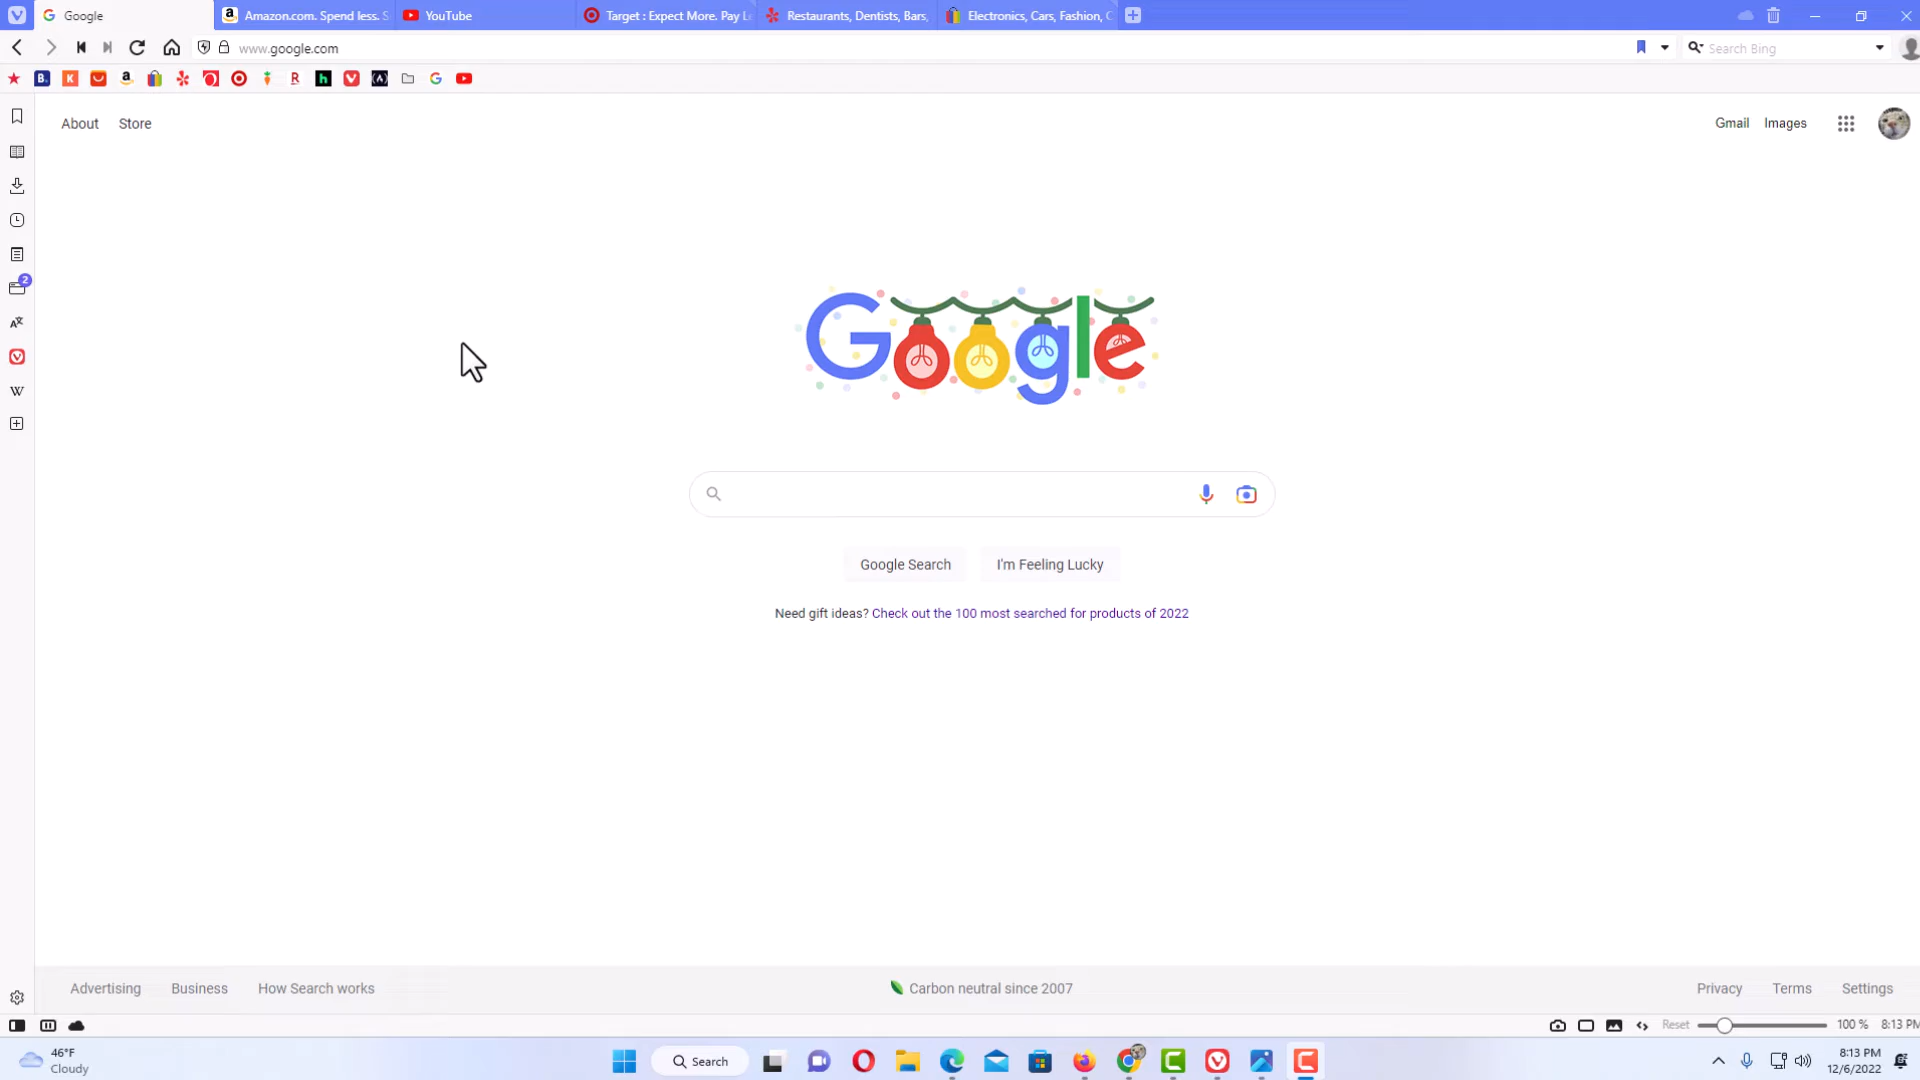 Google
Amazon.com. Spend less. S
YouTube
Target : Expect More. Pay Le
Restaurants, Dentists, Bars,
Electronics, Cars, Fashion, C
www.google.com
Search Bing
About
Store
Gmail
Images
2
Google
Google Search
I'm Feeling Lucky
Need gift ideas? Check out the 100 most searched for products of 2022
Advertising
Business
How Search works
Carbon neutral since 2007
Privacy
Terms
Settings
Reset
100 %
8:13 PM
46°F
Cloudy
Search
8:13 PM
12/6/2022